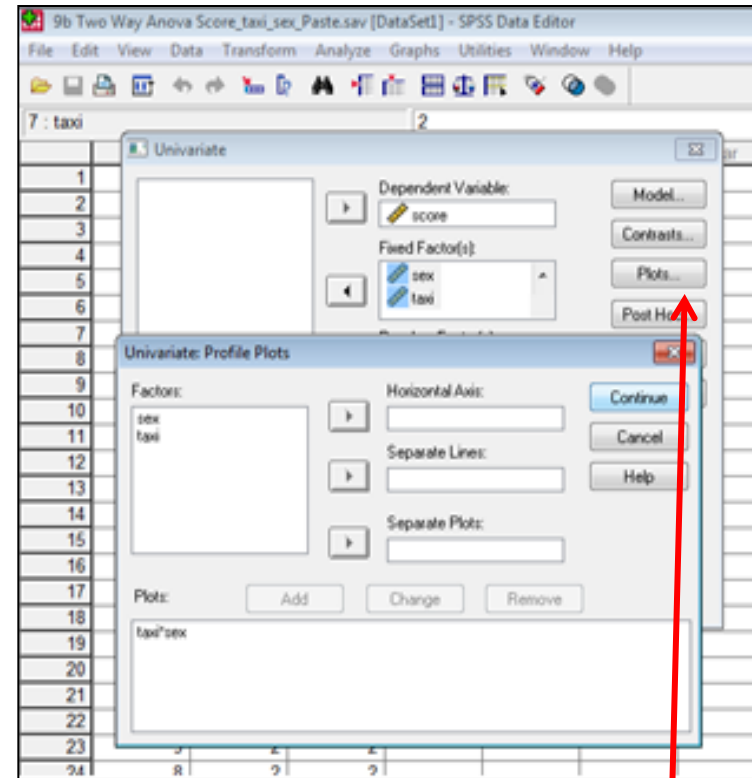 9b Two Way Anova Score_taxi_sex_Paste.sav [DataSet1] - SPSS Data Editor
File Edit View Data Transform Analyze Graphs Utilities Window Help
7 : taxi
2
Univariate
Dependent Variable:
score
Fixed Factor(s):
sex
taxi
Model...
Contrasts...
Plots...
Univariate: Profile Plots
Factors:
sex
taxi
Horizontal Axis:
Separate Lines:
Separate Plots:
Continue
Cancel
Help
Plots:
Add Change Remove
taxi*sex
1
2
3
4
5
6
7
8
9
10
11
12
13
14
15
16
17
18
19
20
21
22
23
24 8 2 2